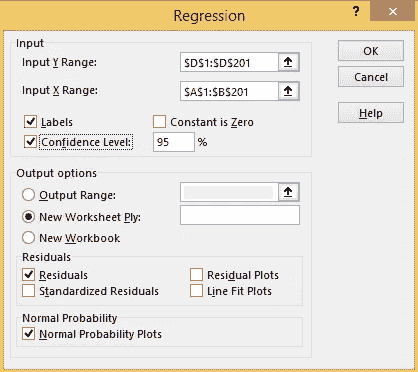 Regression
? ×
Input
Input Y Range: $D$1:$D$201
Input X Range: $A$1:$B$201
Labels Constant is Zero
Confidence Level: 95 %
OK
Cancel
Help
Output options
Output Range:
New Worksheet Ply:
New Workbook
Residuals
Residuals Residual Plots
Standardized Residuals Line Fit Plots
Normal Probability
Normal Probability Plots